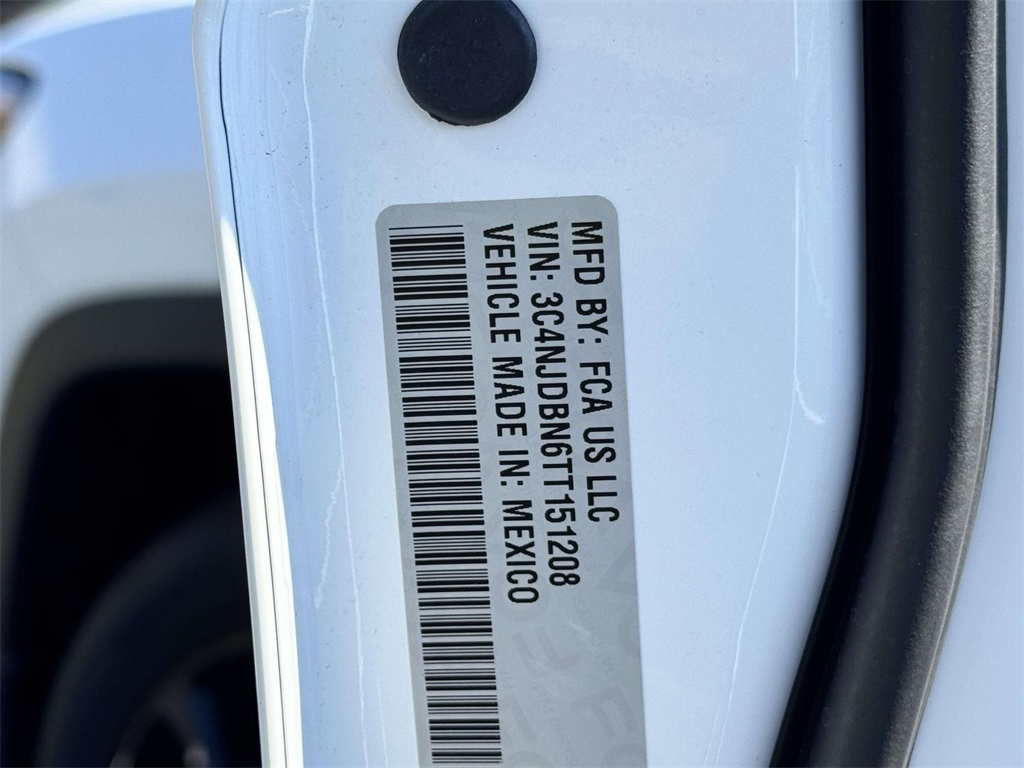 MFD BY: FCA US LLC
VIN: 3C4NJDBN6TT151208
VEHICLE MADE IN: MEXICO